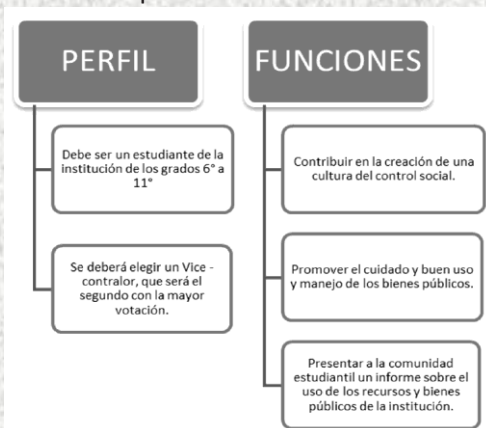 PERFIL
Debe ser un estudiante de la
institución de los grados 6° a
11°
Se deberá elegir un Vice -
contralor, que será el
segundo con la mayor
votación.
FUNCIONES
Contribuir en la creación de una
cultura del control social.
Promover el cuidado y buen uso
y manejo de los bienes públicos.
Presentar a la comunidad
estudiantil un informe sobre el
uso de los recursos y bienes
públicos de la institución.